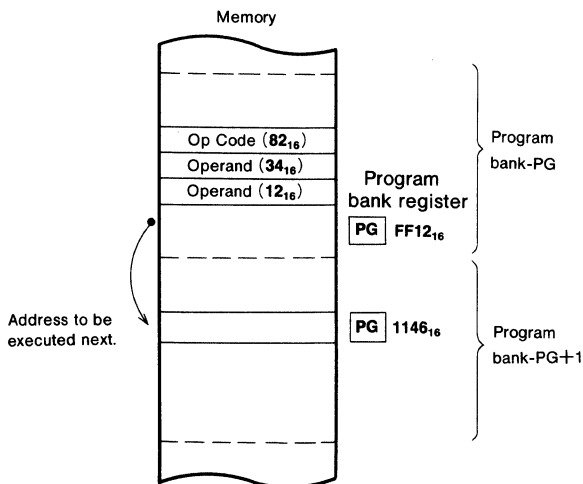 Memory
Op Code (82₁₆)
Operand (34₁₆)
Operand (12₁₆)
Program
bank-PG
Program
bank register
PG FF12₁₆
Address to be
executed next.
PG 1146₁₆
Program
bank-PG+1